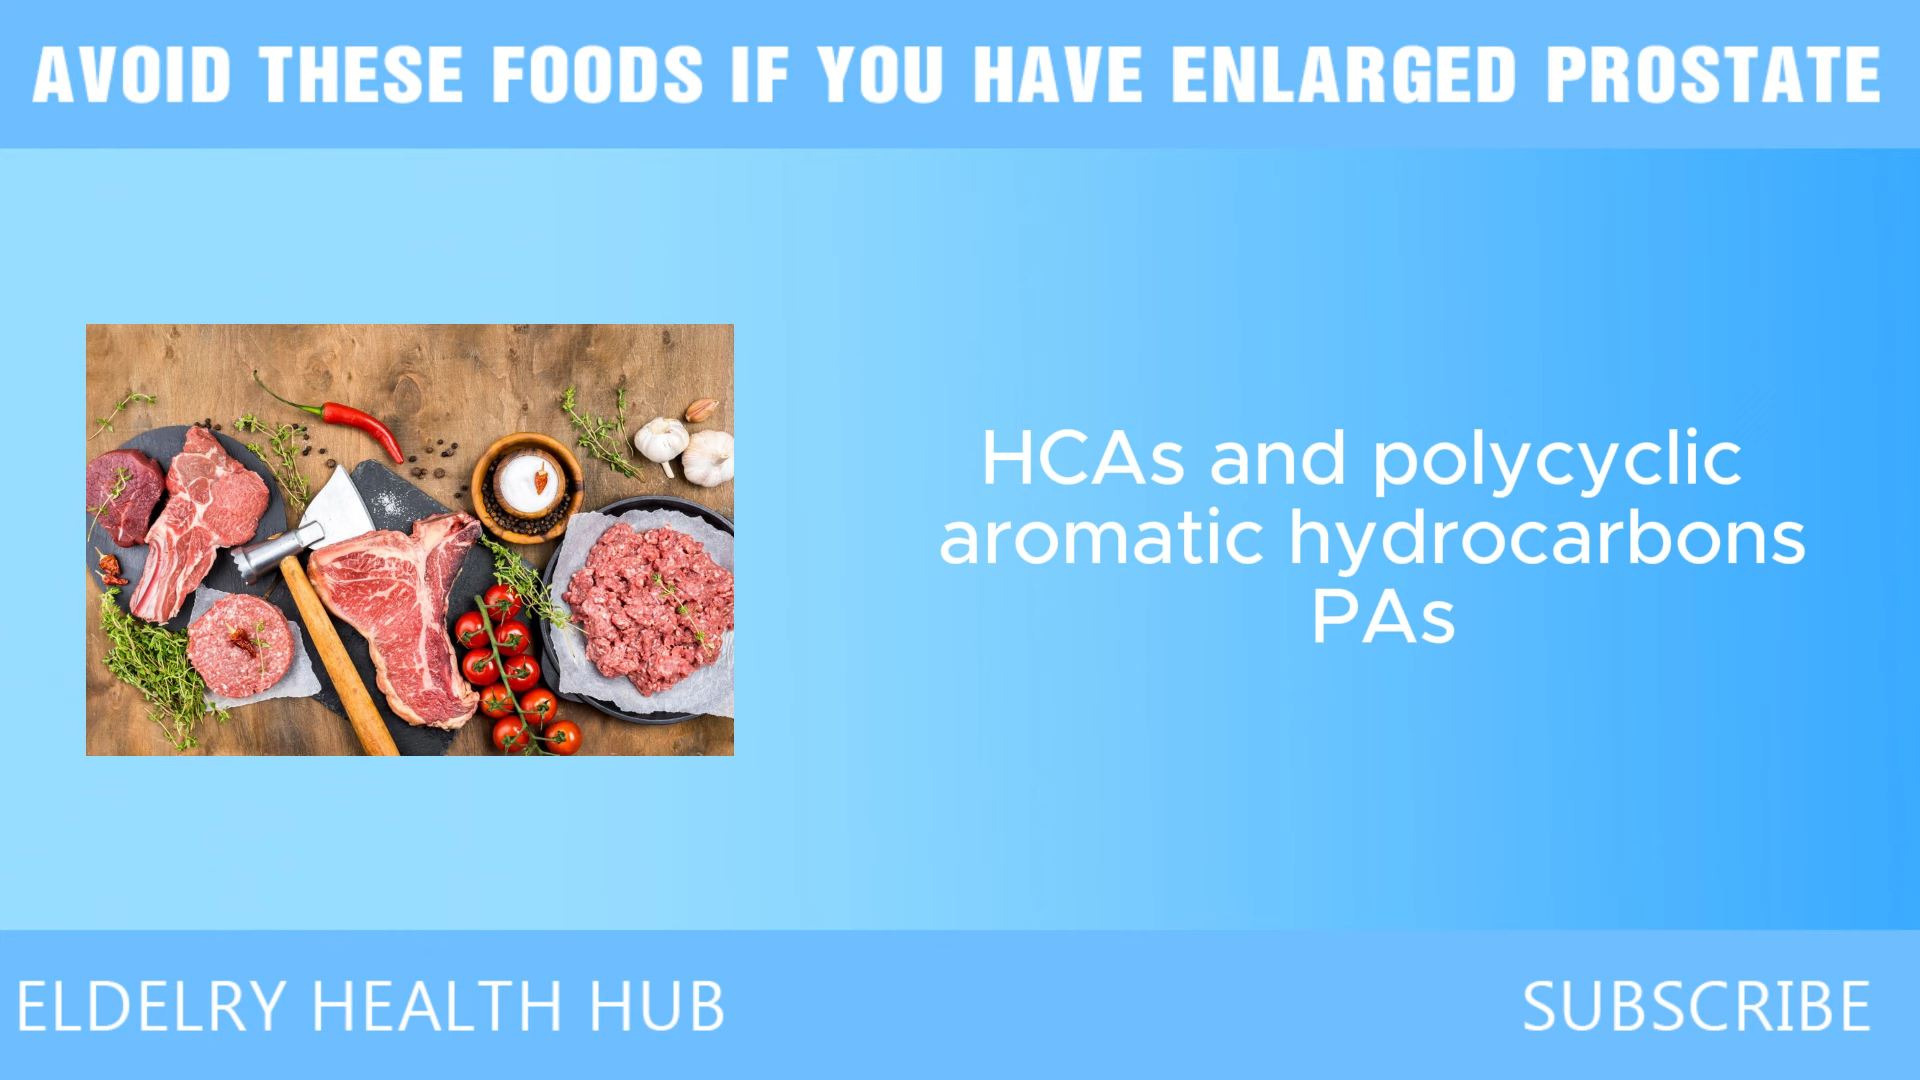 AVOID THESE FOODS IF YOU HAVE ENLARGED PROSTATE
HCAs and polycyclic
aromatic hydrocarbons
PAs
ELDELRY HEALTH HUB
SUBSCRIBE